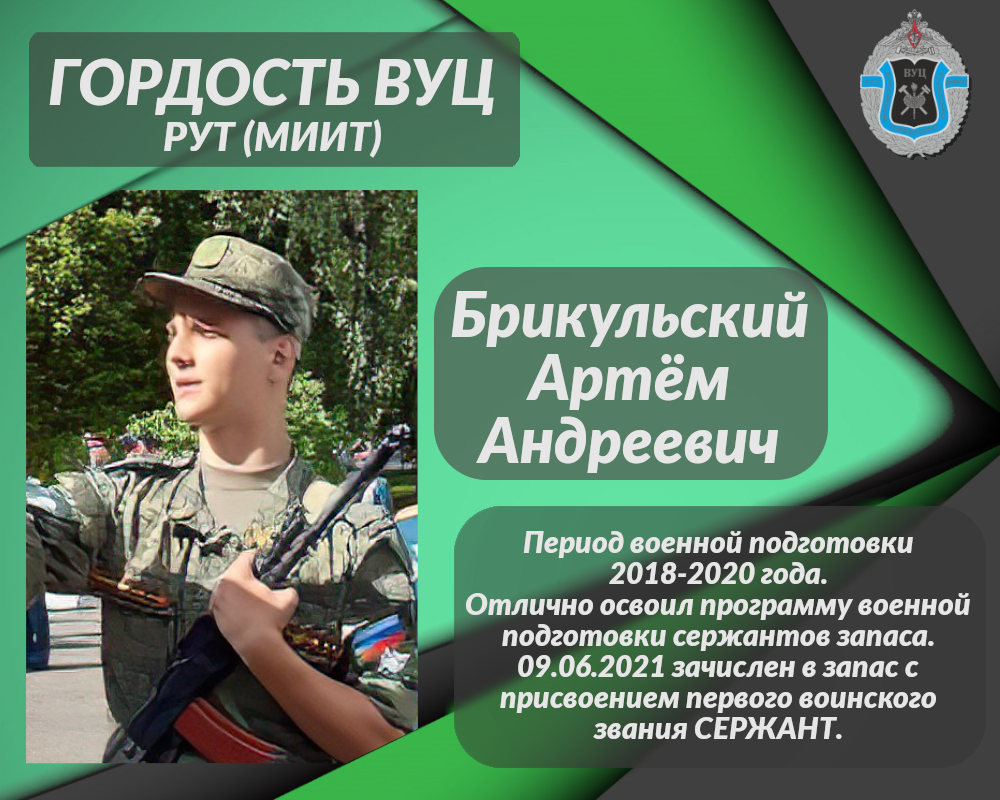 ГОРДОСТЬ ВУЦ
РУТ (МИИТ)
ВУЦ
Брикульский
Артём
Андреевич
Период военной подготовки
2018-2020 года.
Отлично освоил программу военной
подготовки сержантов запаса.
09.06.2021 зачислен в запас с
присвоением первого воинского
звания СЕРЖАНТ.